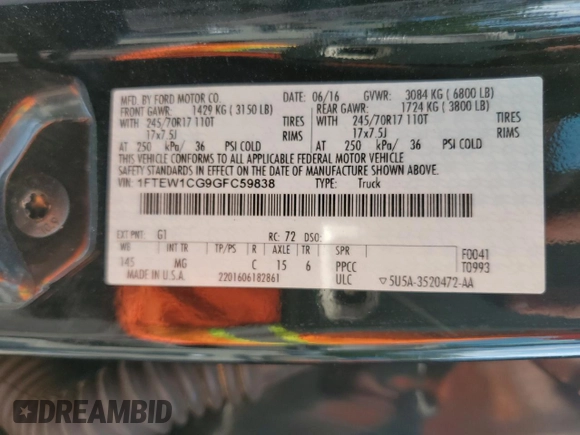 MFD. BY FORD MOTOR CO. DATE: 06/16 GVWR: 3084 KG ( 6800 LB)
FRONT GAWR: 1429 KG ( 3150 LB) REAR GAWR: 1724 KG ( 3800 LB)
WITH 245/70R17 110T TIRES WITH 245/70R17 110T TIRES
17x7.5J RIMS 17x7.5J RIMS
AT 250 kPa/ 36 PSI COLD AT 250 kPa/ 36 PSI COLD
THIS VEHICLE CONFORMS TO ALL APPLICABLE FEDERAL MOTOR VEHICLE
SAFETY STANDARDS IN EFFECT ON THE DATE OF MANUFACTURE SHOWN ABOVE.
VIN: 1FTEW1CG9GFC59838 TYPE: Truck
EXT PNT: G1 RC: 72 DSO:
WB INT TR TP/PS R AXLE TR SPR F0041
145 MG C 15 6 PPCC T0993
MADE IN U.S.A. 2201606182861 ULC ▽5U5A-3520472-AA
DREAMBID